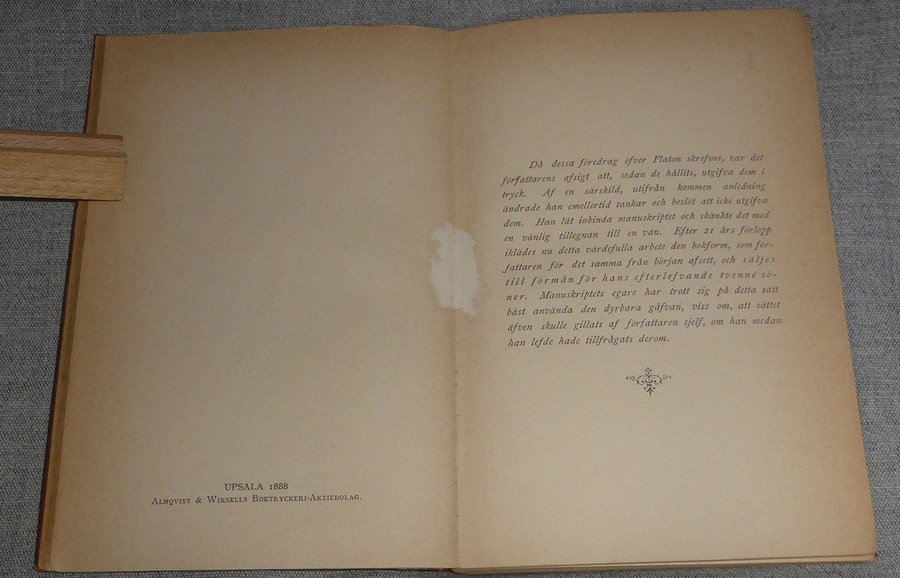 UPSALA 1888
ALMQVIST & WIKSELLS BOKTRYCKERI-AKTIEBOLAG.
Då dessa föredrag öfver Platon skrefvos, var det
författarens afsigt att, sedan de hållits, utgifva dem i
tryck. Af en särskild, utifrån kommen anledning
ändrade han emellertid tankar och beslöt att icke utgifva
dem. Han lät inbinda manuskriptet och skänkte det med
en vänlig tillegnan till en vän. Efter 21 års förlopp
iklädes nu detta värdefulla arbete den bokform, som för-
fattaren för det samma från början afsett, och säljes
till förmån för hans efterlefvande tvenne sö-
ner. Manuskriptets egare har trott sig på detta sätt
bäst använda den dyrbara gåfvan, viss om, att sättet
äfven skulle gillats af författaren sjelf, om han medan
han lefde hade tillfrågats derom.